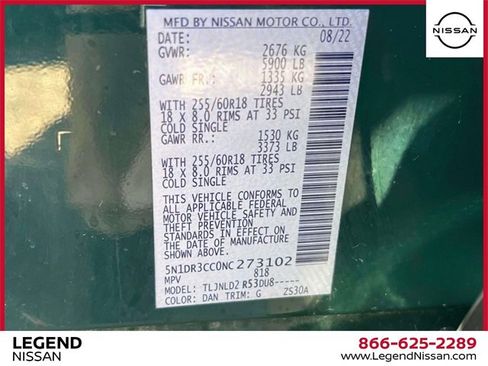 MFD BY NISSAN MOTOR CO., LTD.
DATE: 08/22
GVWR: 2676 KG
5900 LB
GAWR FR.: 1335 KG
2943 LB
WITH 255/60R18 TIRES
18 X 8.0 RIMS AT 33 PSI
COLD SINGLE
GAWR RR.: 1530 KG
3373 LB
WITH 255/60R18 TIRES
18 X 8.0 RIMS AT 33 PSI
COLD SINGLE
THIS VEHICLE CONFORMS TO
ALL APPLICABLE FEDERAL
MOTOR VEHICLE SAFETY AND
THEFT PREVENTION
STANDARDS IN EFFECT ON
THE DATE OF MANUFACTURE
SHOWN ABOVE.
5N1DR3CC0NC273102
MPV 818
MODEL: TLJNLD2 R53DU8-----
COLOR: DAN TRIM: G ZS30A
NISSAN
LEGEND
NISSAN
866-625-2289
www.LegendNissan.com